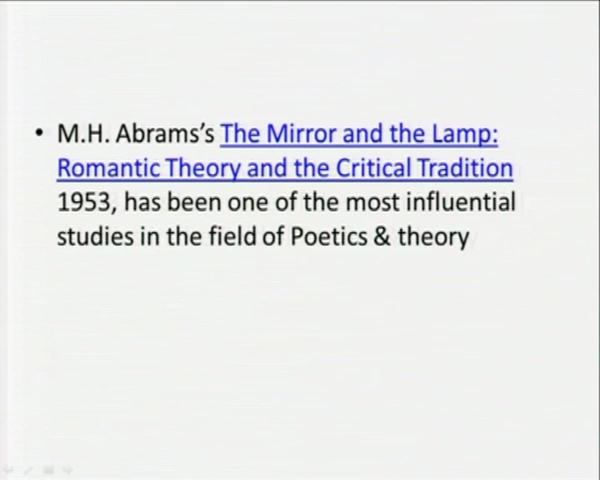 • M.H. Abrams's The Mirror and the Lamp:
Romantic Theory and the Critical Tradition
1953, has been one of the most influential
studies in the field of Poetics & theory